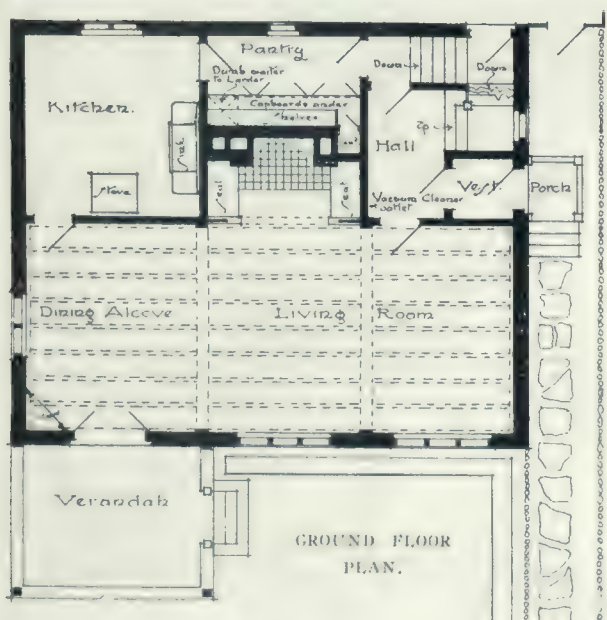 Pantry
Dumb waiter
to Larder
Cupboards under
Shelves
Kitchen.
Sink
Stove
Down
Down
Up
Hall
Vest.
Porch
Vacuum Cleaner
outlet
Seat
Seat
Dining Alcove
Living Room
Verandah
GROUND FLOOR
PLAN.